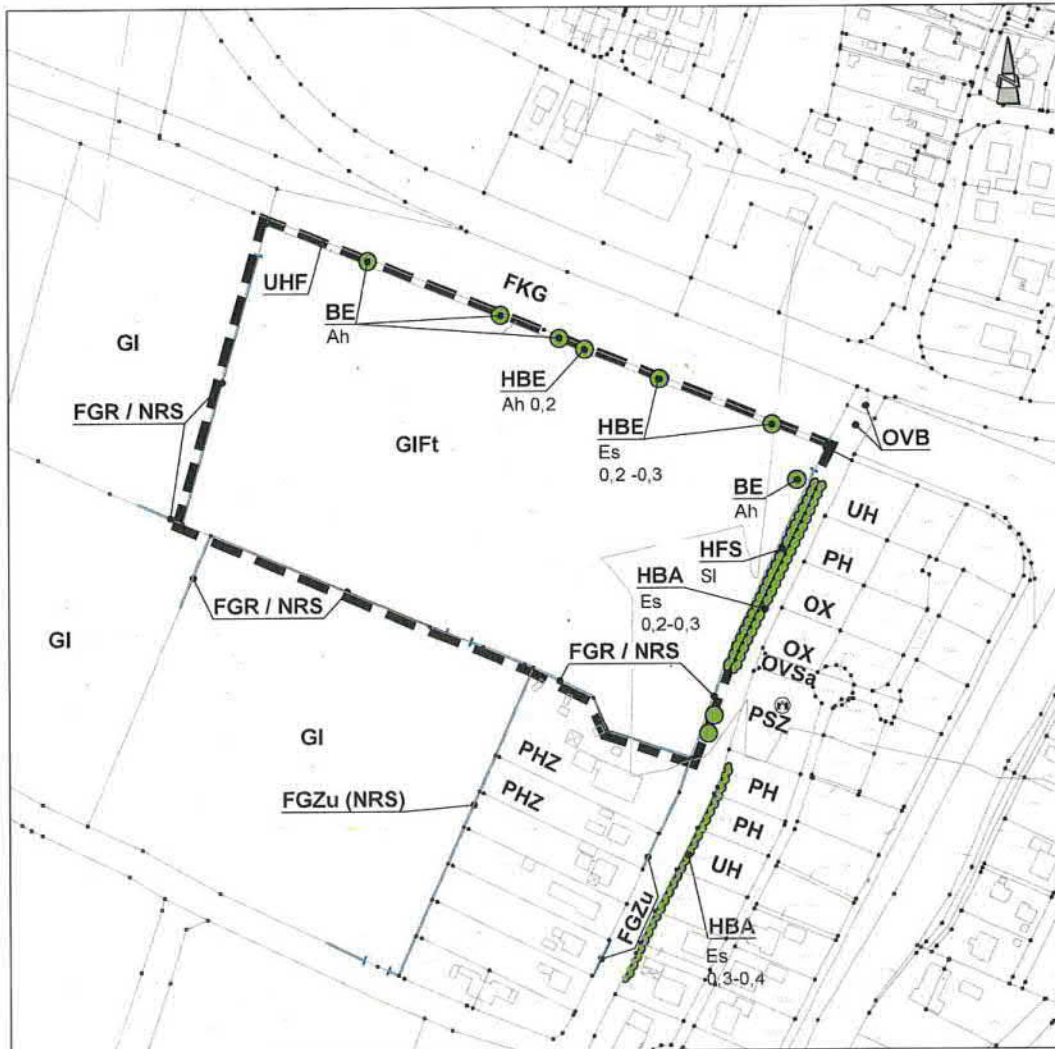 FKG
UHF
BE
Ah
GI
HBE
Ah 0,2
FGR / NRS
GIFt
HBE
Es
0,2 -0,3
OVB
BE
Ah
UH
HFS
SI
PH
HBA
Es
0,2-0,3
OX
FGR / NRS
GI
FGR / NRS
OX
OVSa
PSZ
GI
PHZ
PH
FGZu (NRS)
PHZ
PH
UH
FGZu
HBA
Es
0,3-0,4